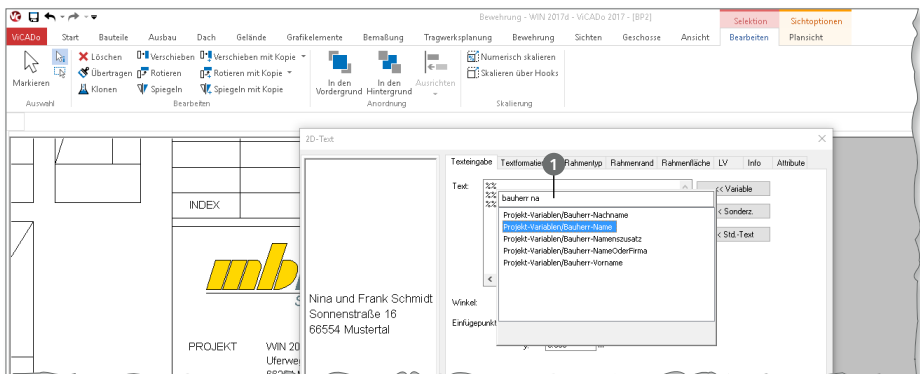 Bewehrung - WIN 2017d - ViCADo 2017 - [BP2]
Selektion Sichtoptionen
ViCADo Start Bauteile Ausbau Dach Gelände Grafikelemente Bemaßung Tragwerksplanung Bewehrung Sichten Geschosse Ansicht Bearbeiten Plansicht
Löschen Verschieben Verschieben mit Kopie Numerisch skalieren
Übertragen Rotieren Rotieren mit Kopie Skalieren über Hooks
Markieren Klonen Spiegeln Spiegeln mit Kopie
In den Vordergrund In den Hintergrund Ausrichten
Auswahl Bearbeiten Anordnung Skalierung
2D-Text
Texteingabe Rahmentyp Rahmenrand Rahmenfläche LV Info Attribute
1
Text: %% << Variable
%%
%%
bauherr na
INDEX
< Sonderz.
Projekt-Variablen/Bauherr-Nachname
Projekt-Variablen/Bauherr-Name
< Std.-Text
Projekt-Variablen/Bauherr-Namenszusatz
Projekt-Variablen/Bauherr-NameOderFirma
Projekt-Variablen/Bauherr-Vorname
mb
Nina und Frank Schmidt
Sonnenstraße 16
66554 Mustertal
Winkel:
Einfügepunkt
y:
PROJEKT WIN 20
Uferwe